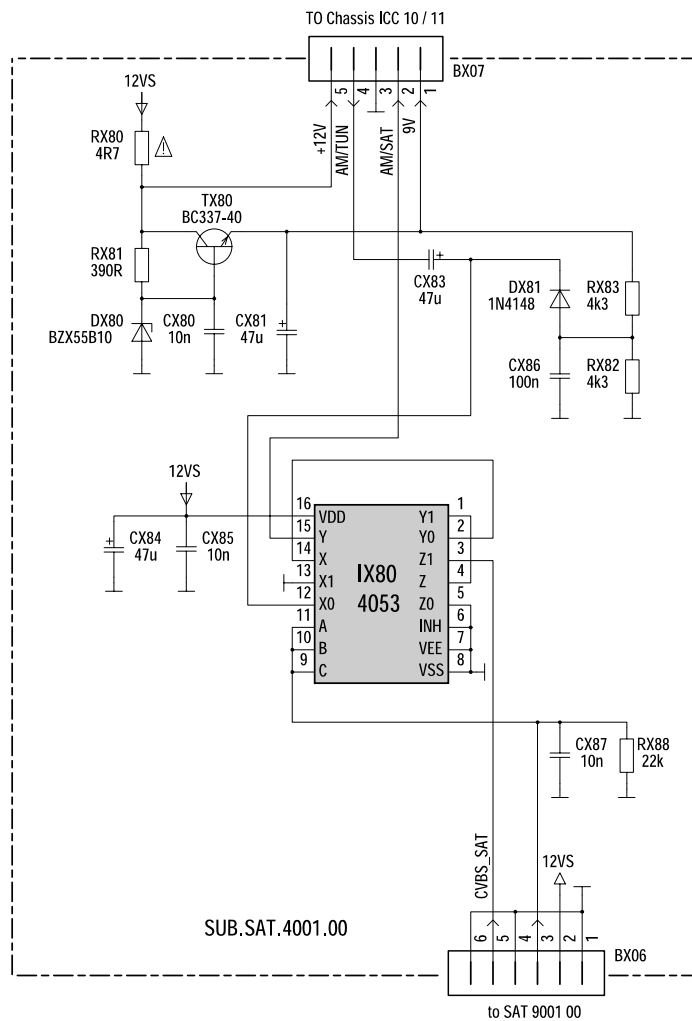 TO Chassis ICC 10 / 11
BX07
5 4 3 2 1
+12V
AM/TUN
AM/SAT
9V
12VS
RX80
4R7
TX80
BC337-40
RX81
390R
DX80
BZX55B10
CX80
10n
CX81
47u
CX83
47u
DX81
1N4148
RX83
4k3
CX86
100n
RX82
4k3
12VS
CX84
47u
CX85
10n
16 VDD Y1 1
15 Y Y0 2
14 X Z1 3
13 X1 Z 4
12 X0 Z0 5
11 A INH 6
10 B VEE 7
9 C VSS 8
IX80
4053
CX87
10n
RX88
22k
CVBS_SAT
12VS
6 5 4 3 2 1
BX06
SUB.SAT.4001.00
to SAT 9001 00